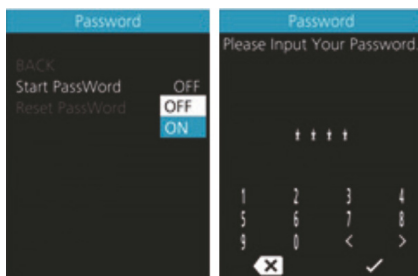 Password
BACK
Start PassWord OFF
Reset PassWord
OFF
ON
Password
Please Input Your Password.
* * * *
1 2 3 4
5 6 7 8
9 0 < >